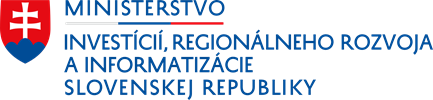 MINISTERSTVO
INVESTÍCIÍ, REGIONÁLNEHO ROZVOJA
A INFORMATIZÁCIE
SLOVENSKEJ REPUBLIKY